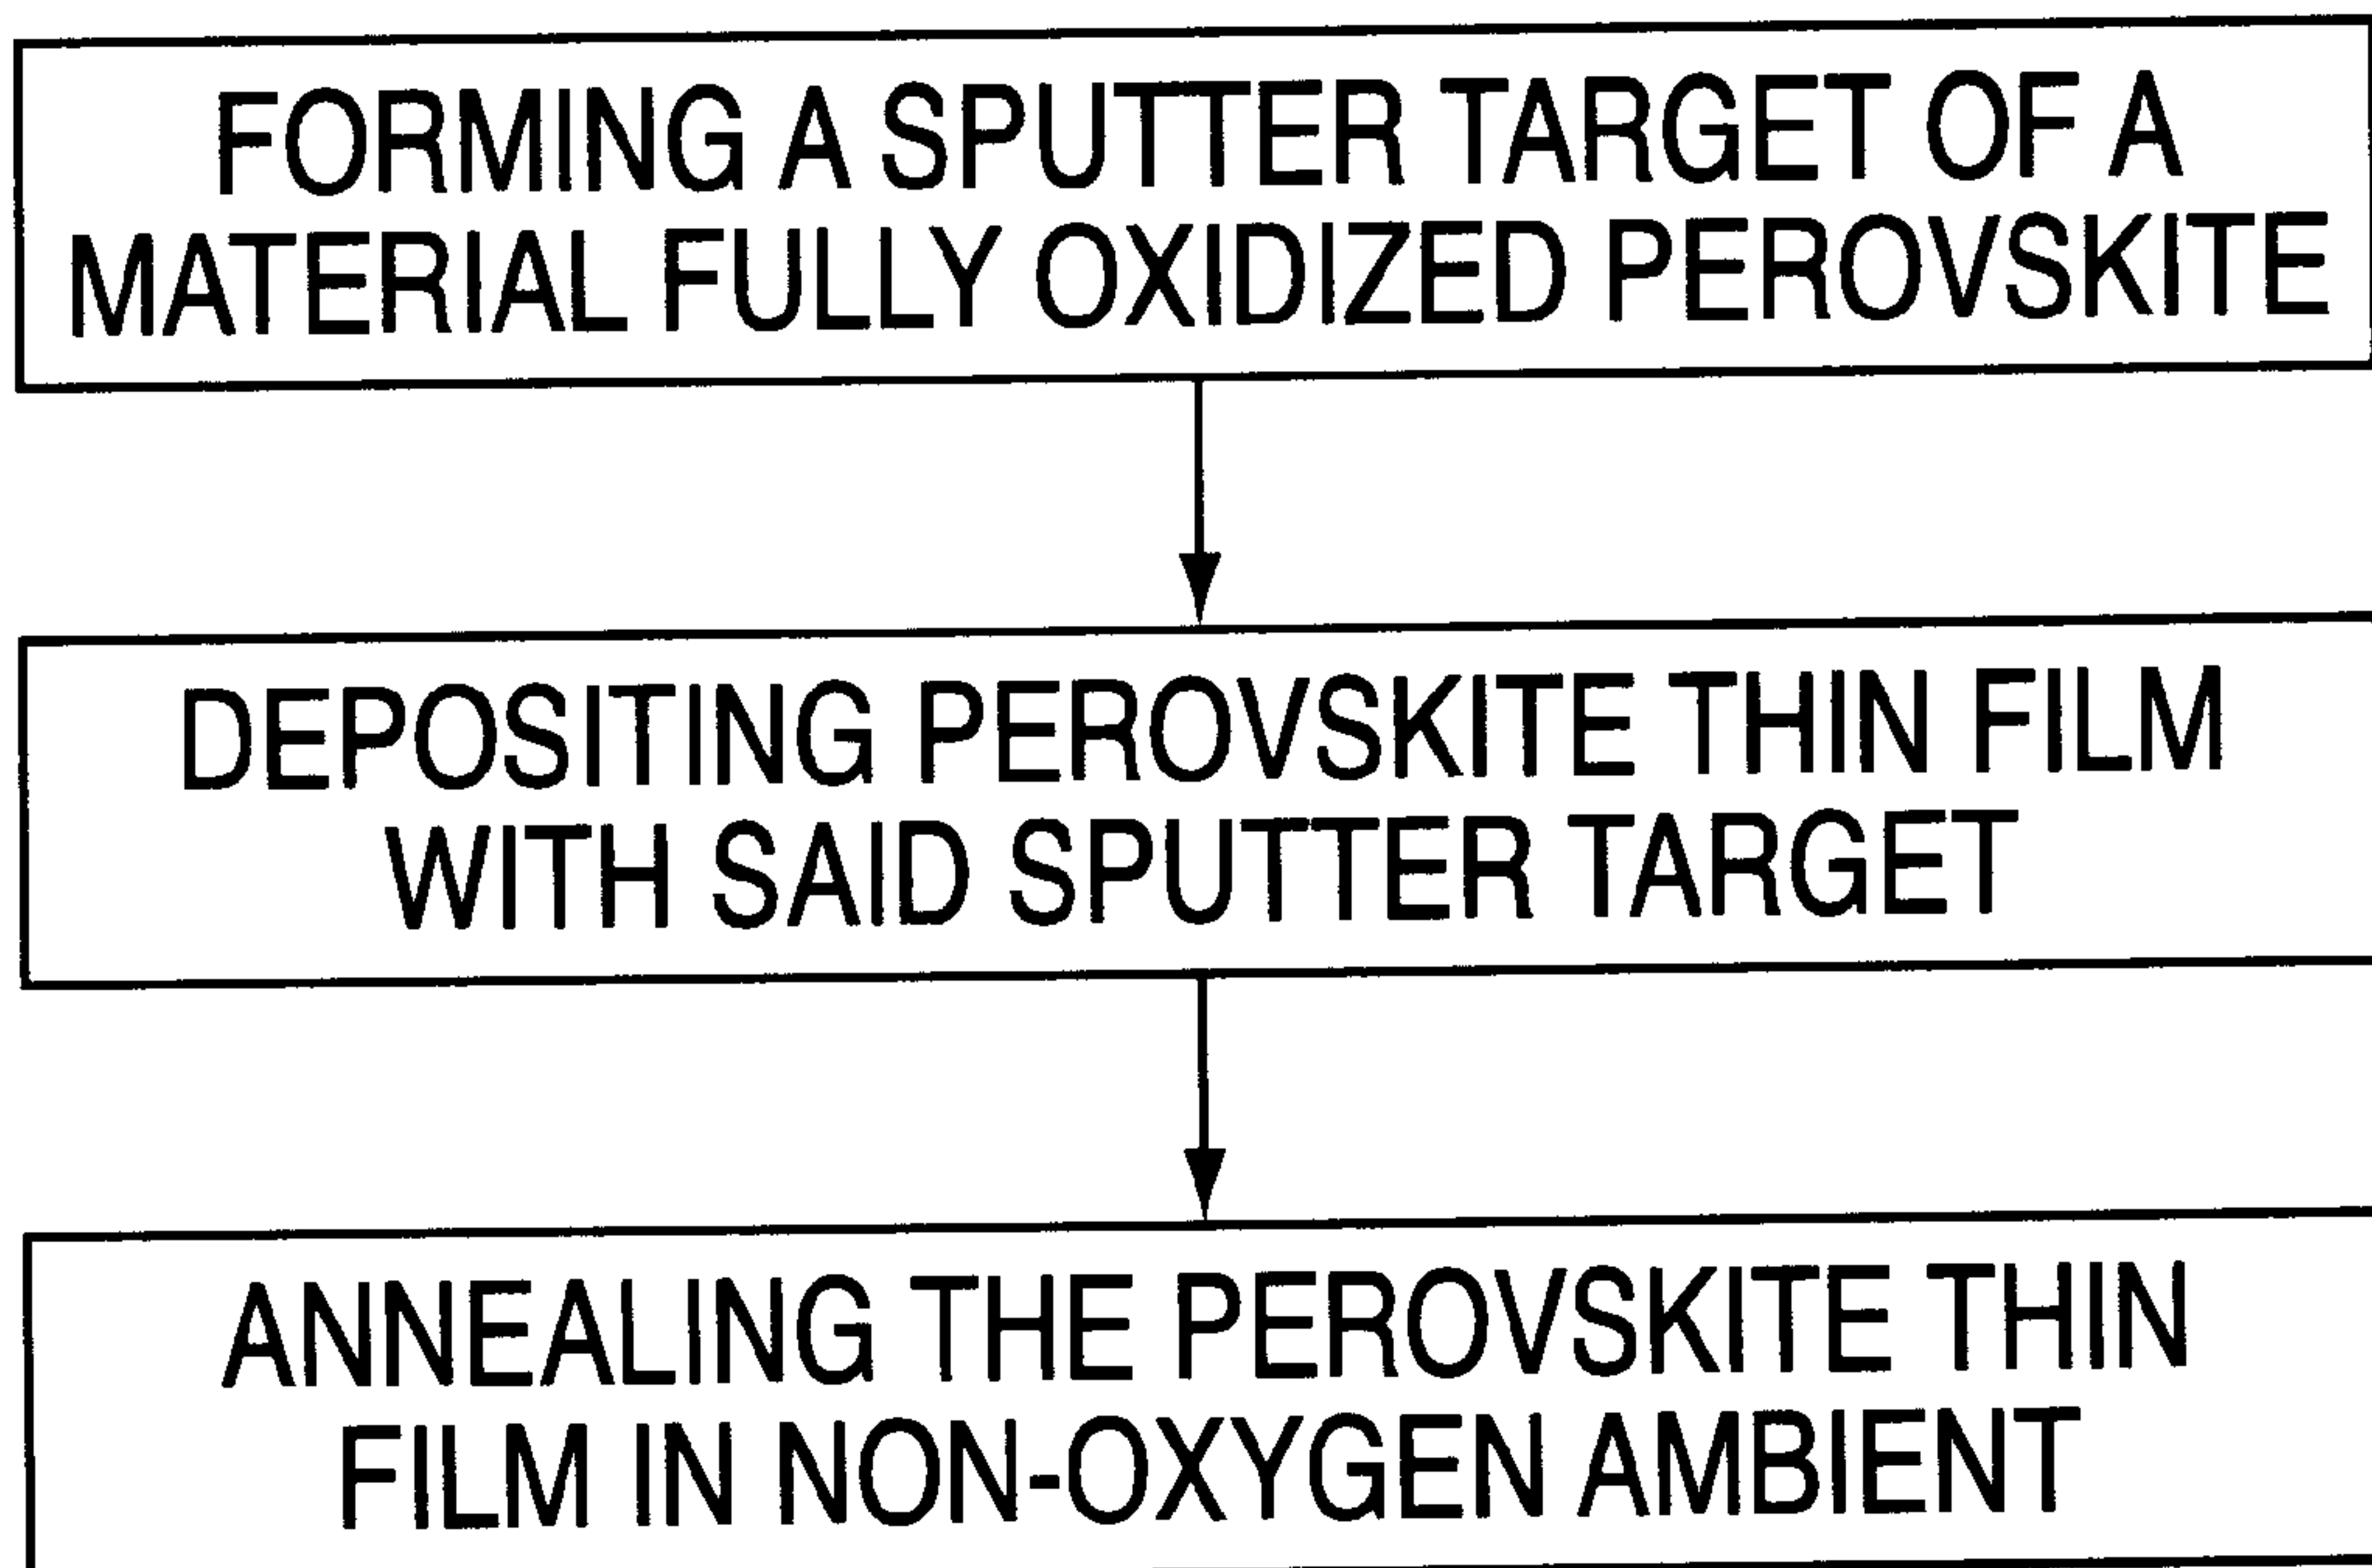 FORMING A SPUTTER TARGET OF A
MATERIAL FULLY OXIDIZED PEROVSKITE
DEPOSITING PEROVSKITE THIN FILM
WITH SAID SPUTTER TARGET
ANNEALING THE PEROVSKITE THIN
FILM IN NON-OXYGEN AMBIENT